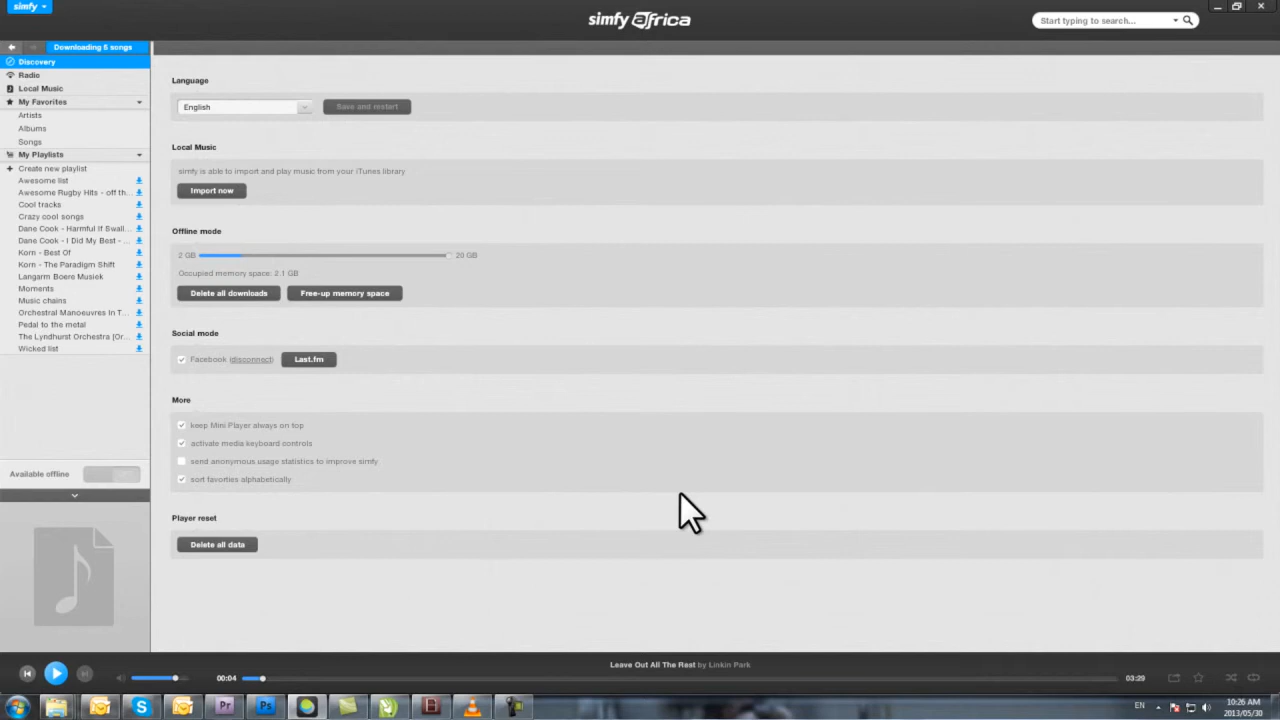 simfy
simfy africa
Start typing to search...
Downloading 5 songs
Discovery
Radio
Local Music
My Favorites
Artists
Albums
Songs
My Playlists
Create new playlist
Awesome list
Awesome Rugby Hits - off th...
Cool tracks
Crazy cool songs
Dane Cook - Harmful If Swall...
Dane Cook - I Did My Best - ...
Korn - Best Of
Korn - The Paradigm Shift
Langarm Boere Musiek
Moments
Music chains
Orchestral Manoeuvres In T...
Pedal to the metal
The Lyndhurst Orchestra [Or...
Wicked list
Available offline
Language
English
Save and restart
Local Music
simfy is able to import and play music from your iTunes library
Import now
Offline mode
2 GB 20 GB
Occupied memory space: 2.1 GB
Delete all downloads Free-up memory space
Social mode
Facebook (disconnect) Last.fm
More
keep Mini Player always on top
activate media keyboard controls
send anonymous usage statistics to improve simfy
sort favorties alphabetically
Player reset
Delete all data
Leave Out All The Rest by Linkin Park
00:04 03:29
Pr Ps
EN
10:26 AM
2013/05/30